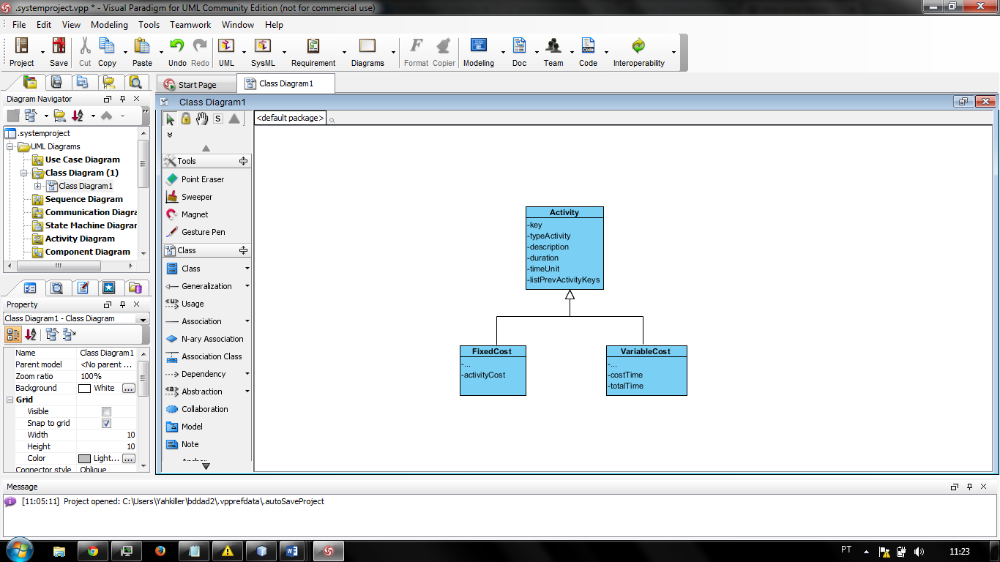 .systemproject.vpp * - Visual Paradigm for UML Community Edition (not for commercial use)
File Edit View Modeling Tools Teamwork Window Help
Project Save Cut Copy Paste Undo Redo UML SysML Requirement Diagrams Format Copier Modeling Doc Team Code Interoperability
Start Page
Class Diagram1
Diagram Navigator
.systemproject
UML Diagrams
Use Case Diagram
Class Diagram (1)
Class Diagram1
Sequence Diagram
Communication Diagra
State Machine Diagrar
Activity Diagram
Component Diagram
Property
Class Diagram1 - Class Diagram
Name Class Diagram1
Parent model <No parent ...
Zoom ratio 100%
Background White ...
Grid
Visible
Snap to grid
Width 10
Height 10
Color Light... ...
Connector style Oblique
Class Diagram1
S
<default package>
Tools
Point Eraser
Sweeper
Magnet
Gesture Pen
Class
Class
Generalization
«u» Usage
Association
N-ary Association
Association Class
Dependency
«a» Abstraction
Collaboration
Model
Note
Activity
-key
-typeActivity
-description
-duration
-timeUnit
-listPrevActivityKeys
FixedCost
-...
-activityCost
VariableCost
-...
-costTime
-totalTime
Message
[11:05:11] Project opened: C:\Users\Yahkiller\bddad2\.vpprefdata\.autoSaveProject
PT
11:23